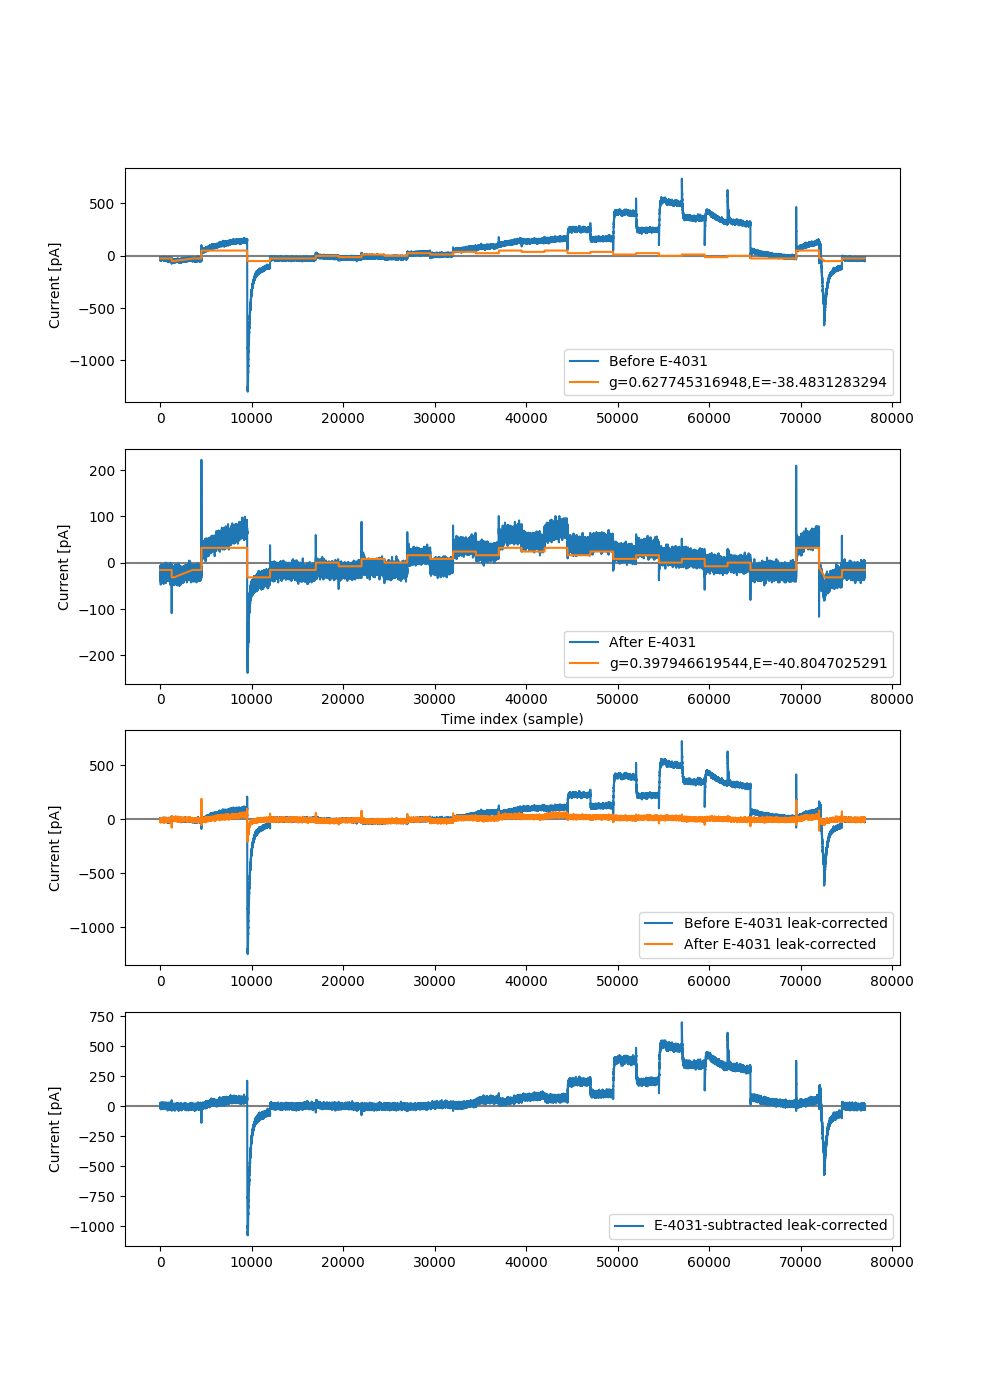 500
0
−500
−1000
Current [pA]
Before E-4031
g=0.627745316948,E=-38.4831283294
0 10000 20000 30000 40000 50000 60000 70000 80000
200
100
0
−100
−200
Current [pA]
After E-4031
g=0.397946619544,E=-40.8047025291
0 10000 20000 30000 40000 50000 60000 70000 80000
Time index (sample)
500
0
−500
−1000
Current [pA]
Before E-4031 leak-corrected
After E-4031 leak-corrected
0 10000 20000 30000 40000 50000 60000 70000 80000
750
500
250
0
−250
−500
−750
−1000
Current [pA]
E-4031-subtracted leak-corrected
0 10000 20000 30000 40000 50000 60000 70000 80000